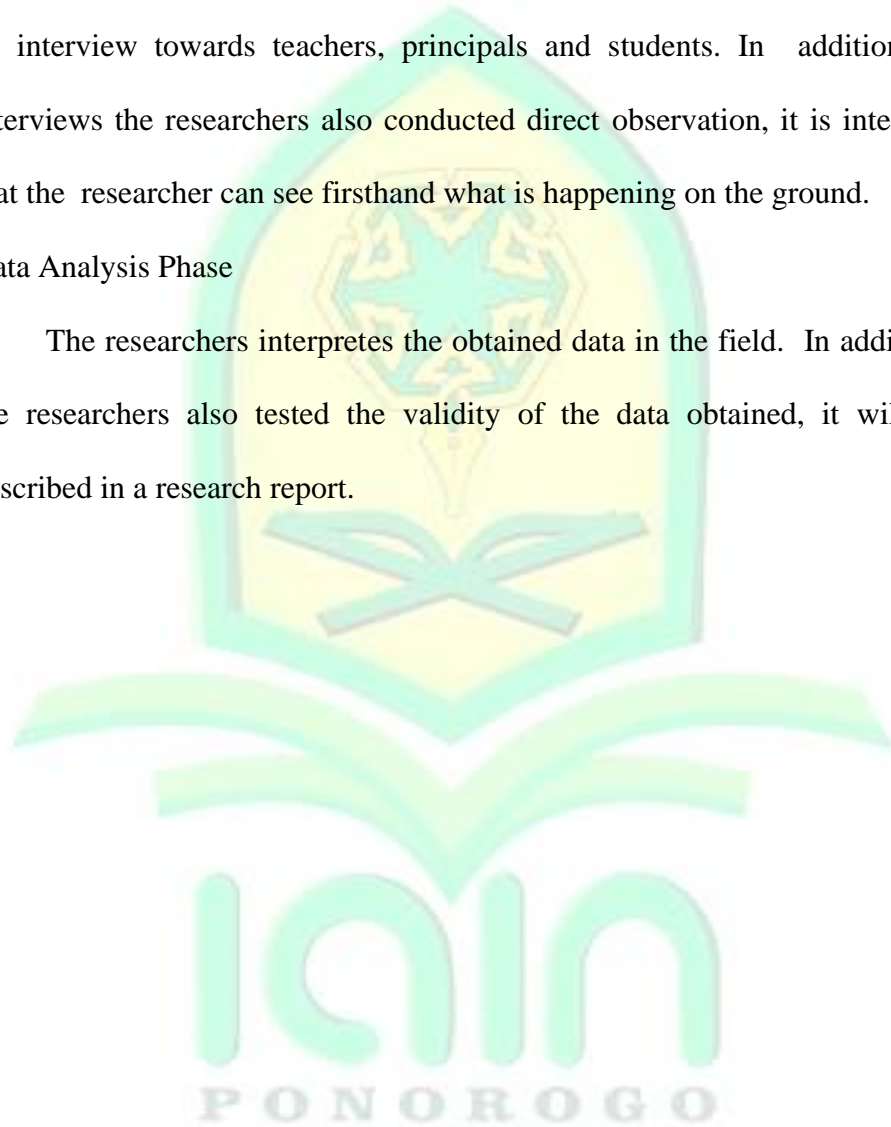 interview towards teachers, principals and students. In addition
terviews the researchers also conducted direct observation, it is inte
at the researcher can see firsthand what is happening on the ground.
ata Analysis Phase
The researchers interpretes the obtained data in the field. In addi
e researchers also tested the validity of the data obtained, it wil
scribed in a research report.
iain
PONOROGO